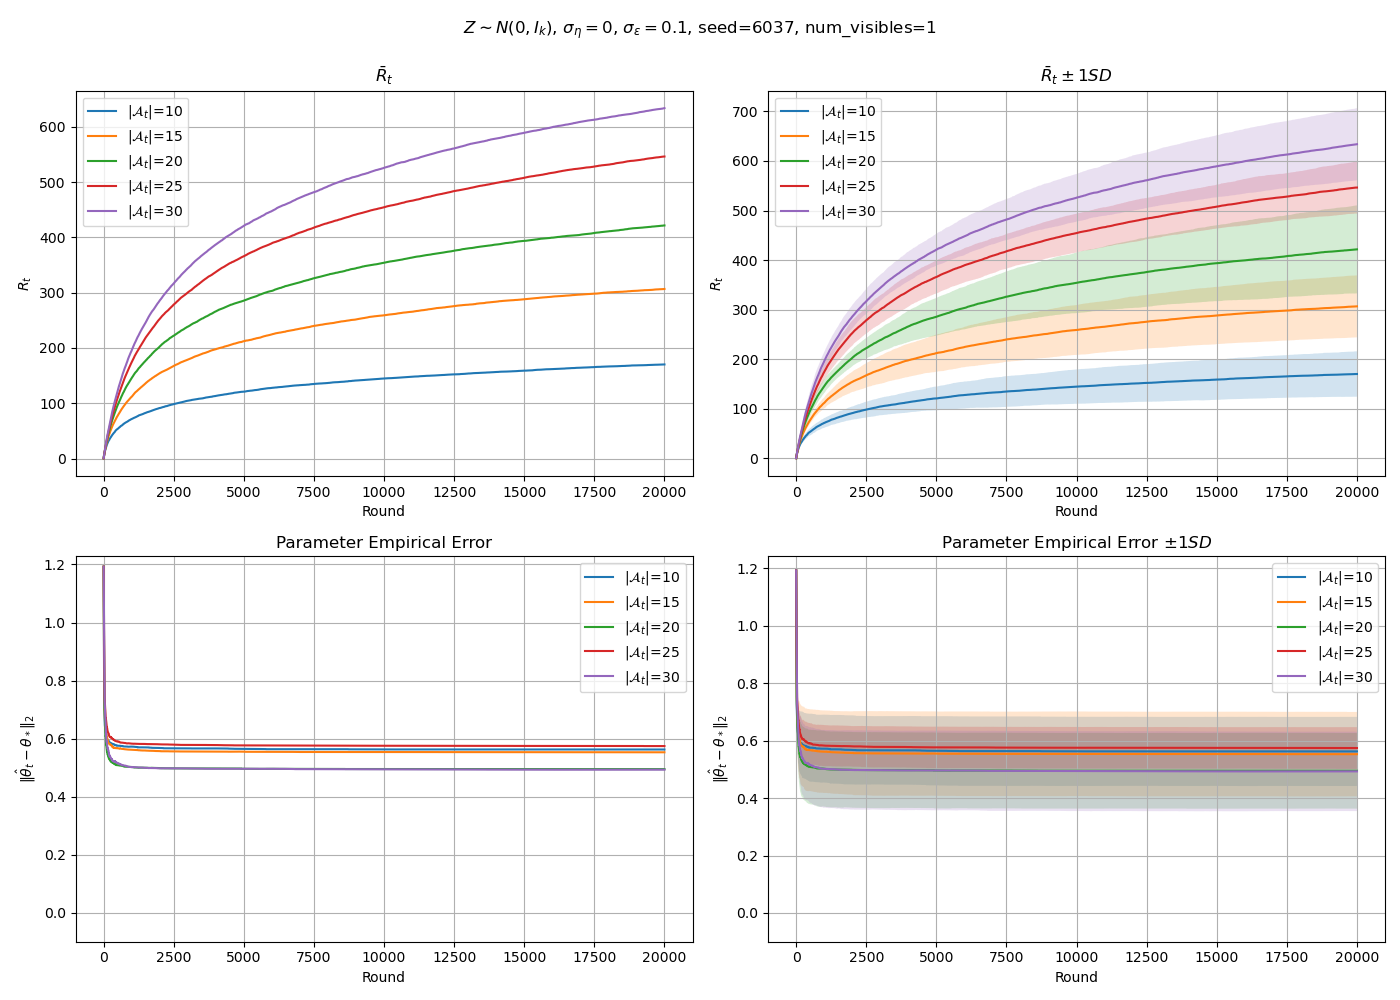 Z ∼ N(0, I_k), σ_η = 0, σ_ε = 0.1, seed=6037, num_visibles=1
R̄_t
R_t
600
500
400
300
200
100
0
|𝒜_t|=10
|𝒜_t|=15
|𝒜_t|=20
|𝒜_t|=25
|𝒜_t|=30
0 2500 5000 7500 10000 12500 15000 17500 20000
Round
R̄_t ± 1SD
R_t
700
600
500
400
300
200
100
0
|𝒜_t|=10
|𝒜_t|=15
|𝒜_t|=20
|𝒜_t|=25
|𝒜_t|=30
0 2500 5000 7500 10000 12500 15000 17500 20000
Round
Parameter Empirical Error
‖θ̂_t − θ_*‖_2
1.2
1.0
0.8
0.6
0.4
0.2
0.0
|𝒜_t|=10
|𝒜_t|=15
|𝒜_t|=20
|𝒜_t|=25
|𝒜_t|=30
0 2500 5000 7500 10000 12500 15000 17500 20000
Round
Parameter Empirical Error ±1SD
‖θ̂_t − θ_*‖_2
1.2
1.0
0.8
0.6
0.4
0.2
0.0
|𝒜_t|=10
|𝒜_t|=15
|𝒜_t|=20
|𝒜_t|=25
|𝒜_t|=30
0 2500 5000 7500 10000 12500 15000 17500 20000
Round